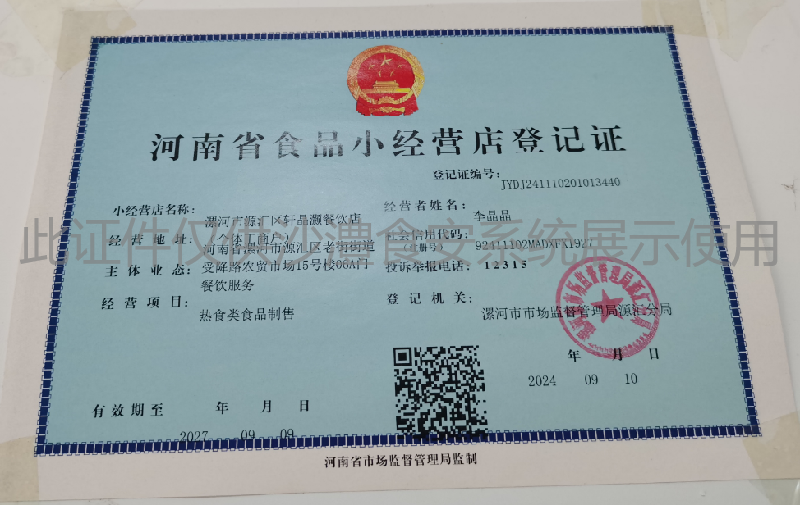 河南省食品小经营店登记证
登记证编号: JYDJ241110201013440
小经营店名称: 漯河市源汇区轩晶灏餐饮店
(个体工商户)
经营者姓名: 李晶晶
经营地址: 河南省漯河市源汇区老街街道
受降路农贸市场15号楼06A门
社会信用代码: 92411102MADXFX1927
(注册号)
主体业态: 餐饮服务
投诉举报电话: 12315
经营项目: 热食类食品制售
登记机关: 漯河市市场监督管理局源汇分局
年 月 日
2024 09 10
有效期至 年 月 日
2027 09 09
河南省市场监督管理局监制
此证件仅供沙澧食安系统展示使用